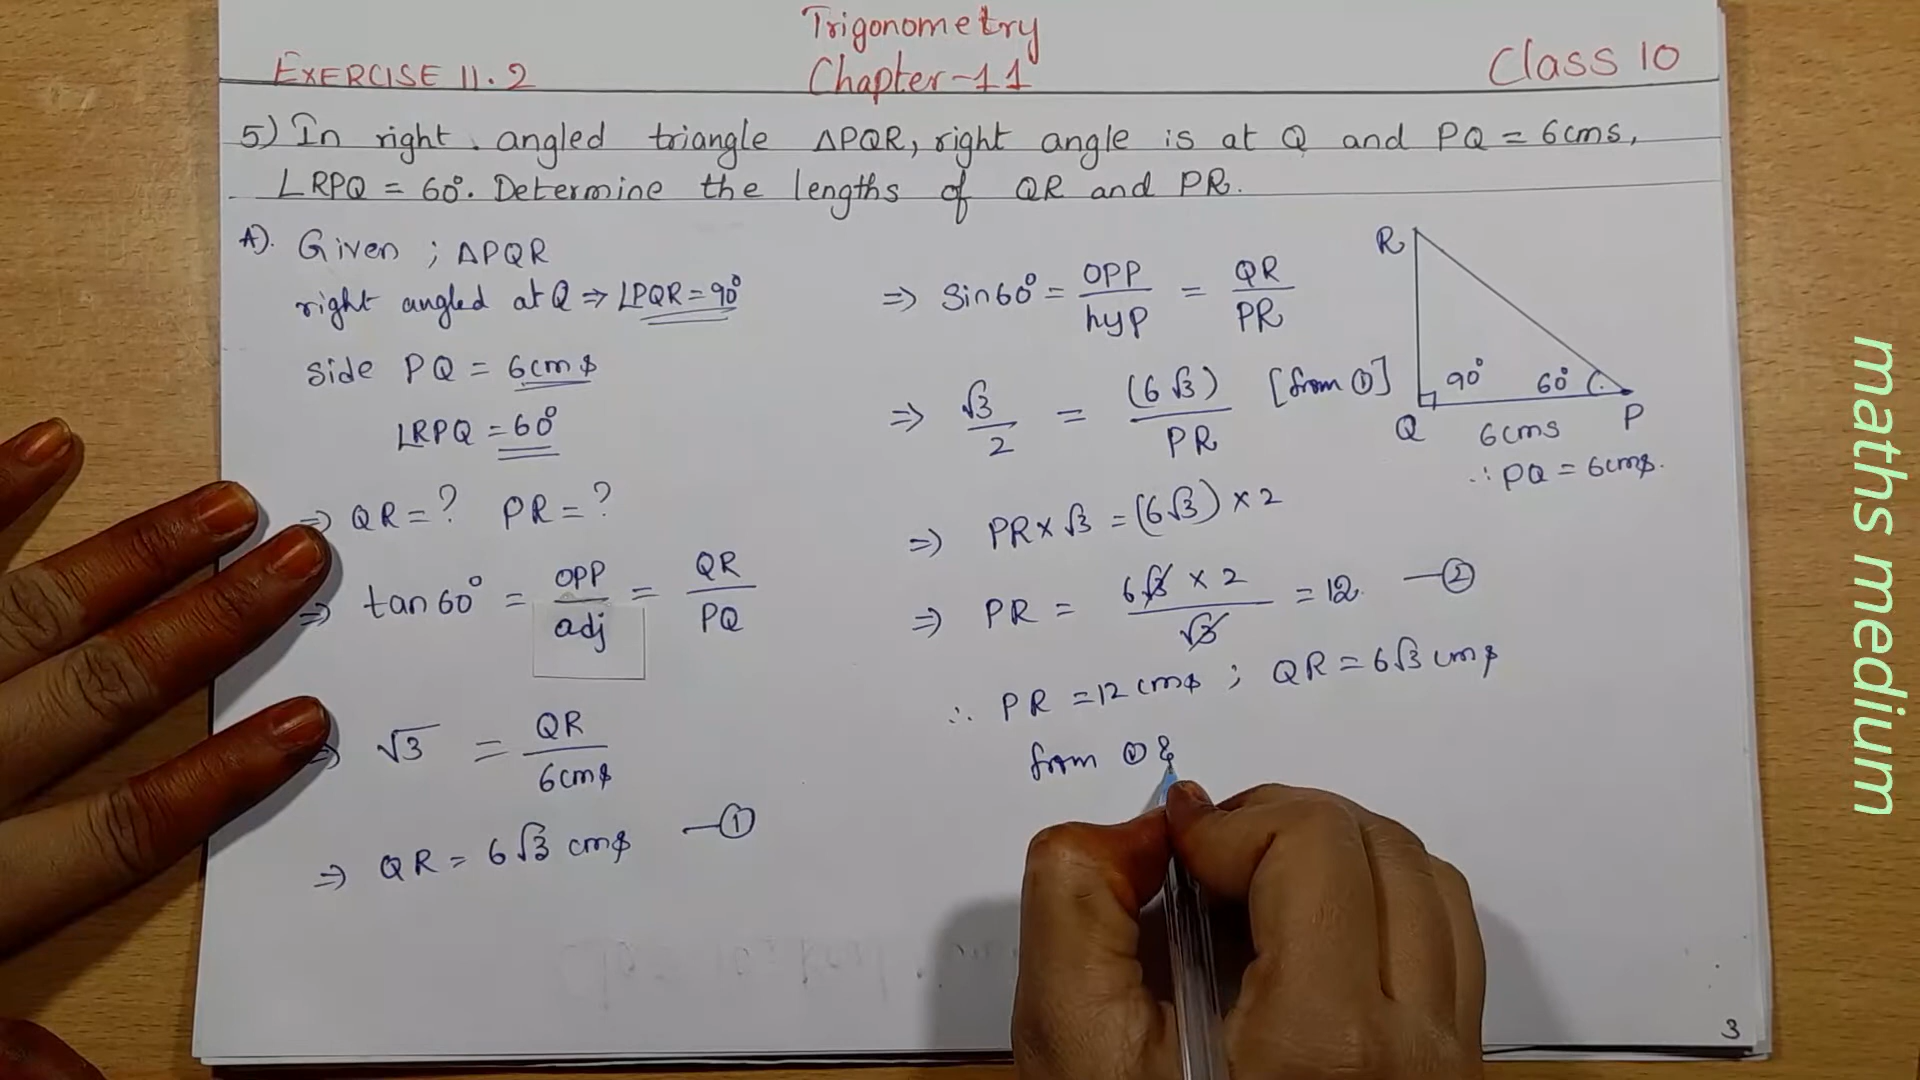 Trigonometry
EXERCISE 11.2
Chapter-11
Class 10
5) In right angled triangle ΔPQR, right angle is at Q and PQ = 6cms,
∠RPQ = 60°. Determine the lengths of QR and PR.
A). Given ; ΔPQR
right angled at Q ⇒ ∠PQR = 90°
side PQ = 6cms
∠RPQ = 60°
⇒ QR = ? PR = ?
⇒ tan60° = opp/adj = QR/PQ
⇒ √3 = QR/6cms
⇒ QR = 6√3 cms —①
⇒ Sin60° = OPP/hyp = QR/PR
⇒ √3/2 = (6√3)/PR [from ①]
⇒ PR × √3 = (6√3) × 2
⇒ PR = 6√3 × 2/√3 = 12. —②
∴ PR = 12 cms ; QR = 6√3 cms
from ① &
R
90° 60°
Q 6cms P
∴ PQ = 6cms.
maths medium
3